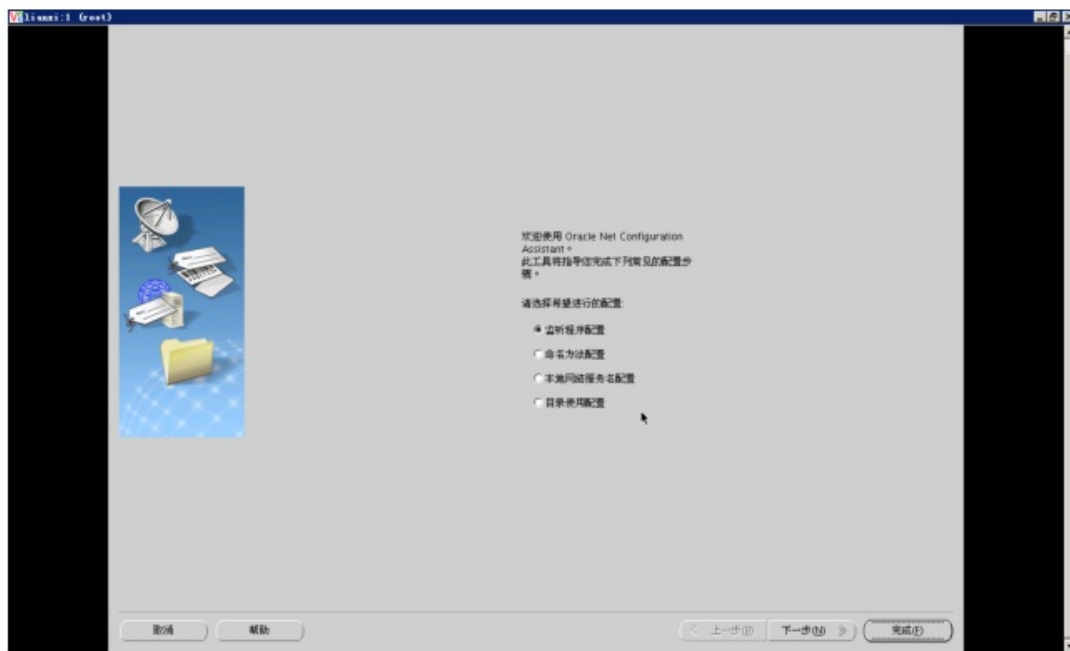 lianxi:1 (root)
欢迎使用 Oracle Net Configuration
Assistant。
此工具将指导您完成下列常见的配置步
骤。
请选择希望进行的配置:
监听程序配置
命名方法配置
本地网络服务名配置
目录使用配置
取消
帮助
上一步(B)
下一步(N)
完成(F)